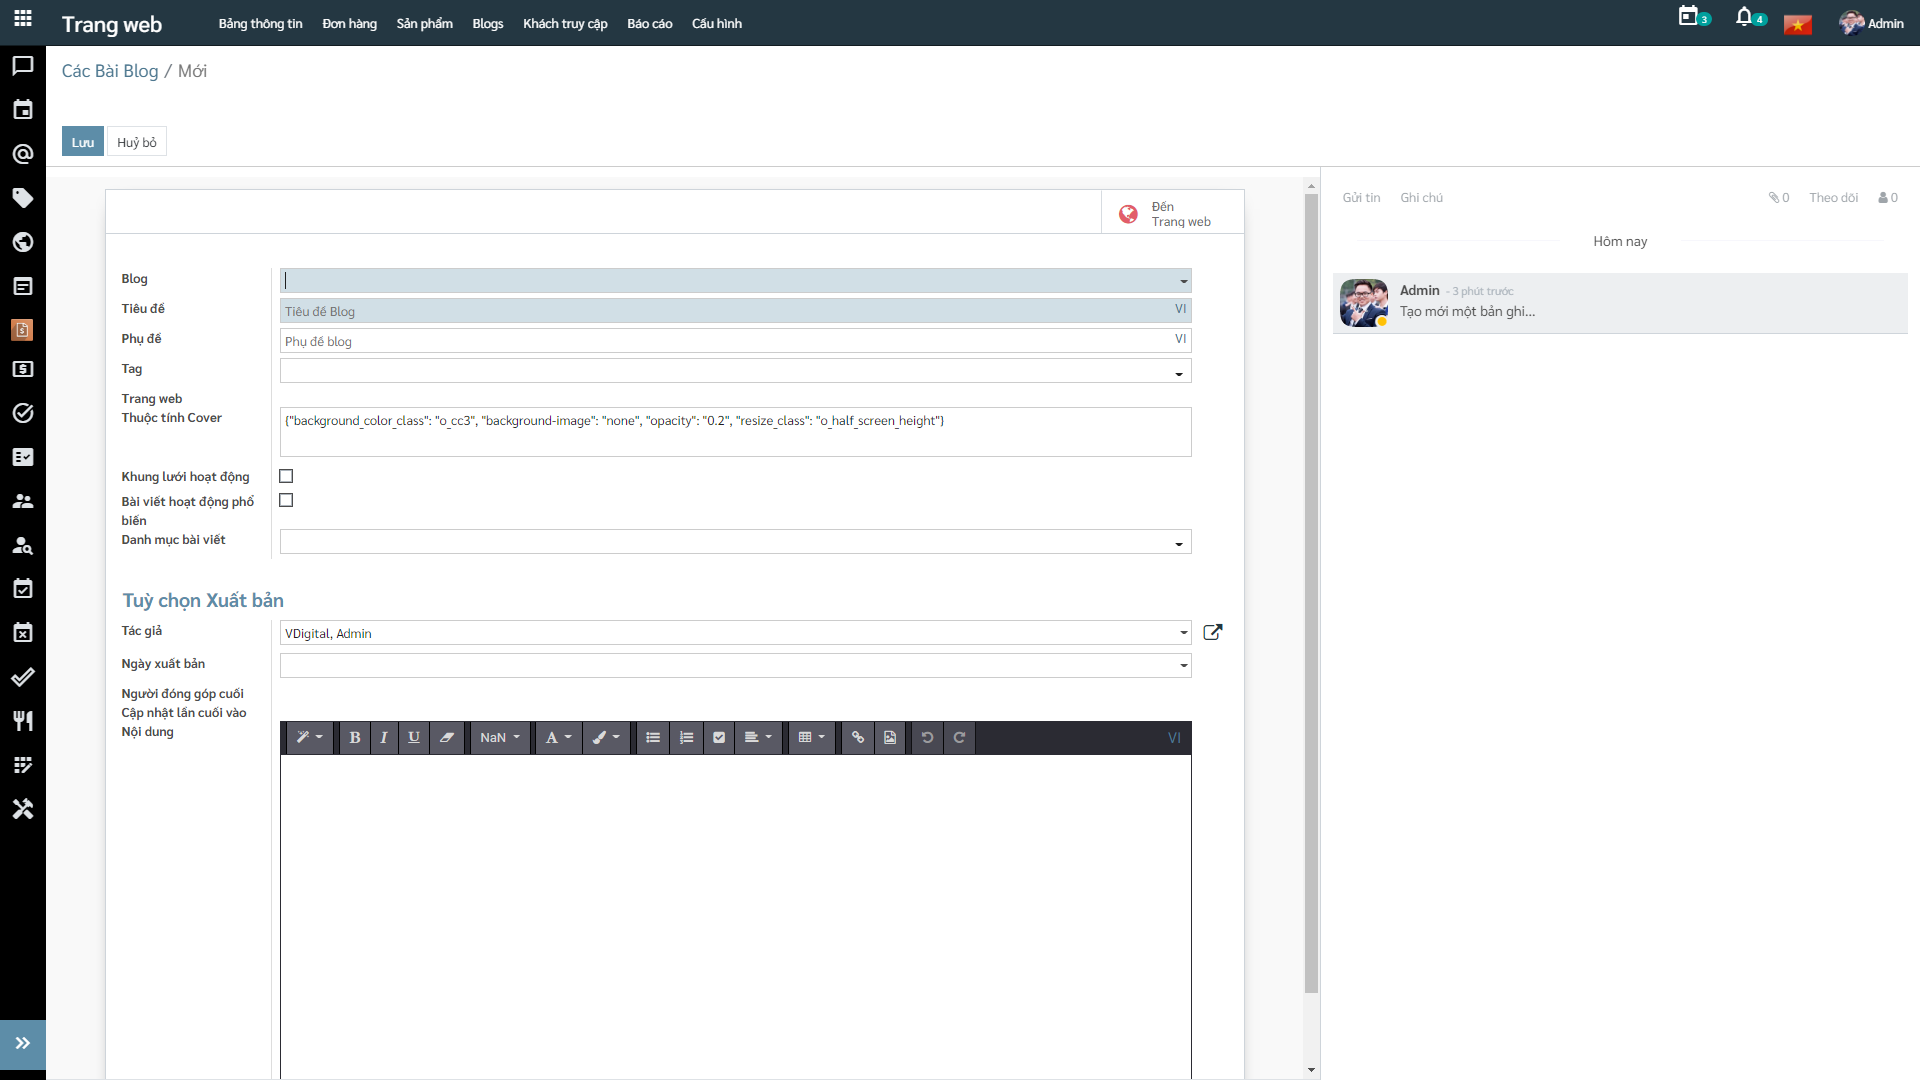 Trang web
Bảng thông tin
Đơn hàng
Sản phẩm
Blogs
Khách truy cập
Báo cáo
Cấu hình
3
4
Admin
Các Bài Blog / Mới
Lưu
Huỷ bỏ
Đến
Trang web
Blog
Tiêu đề
Tiêu đề Blog
VI
Phụ đề
Phụ đề blog
VI
Tag
Trang web
Thuộc tính Cover
{"background_color_class": "o_cc3", "background-image": "none", "opacity": "0.2", "resize_class": "o_half_screen_height"}
Khung lưới hoạt động
Bài viết hoạt động phổ
biến
Danh mục bài viết
Tuỳ chọn Xuất bản
Tác giả
VDigital, Admin
Ngày xuất bản
Người đóng góp cuối
Cập nhật lần cuối vào
Nội dung
B
I
U
NaN
A
VI
Gửi tin
Ghi chú
0
Theo dõi
0
Hôm nay
Admin - 3 phút trước
Tạo mới một bản ghi...